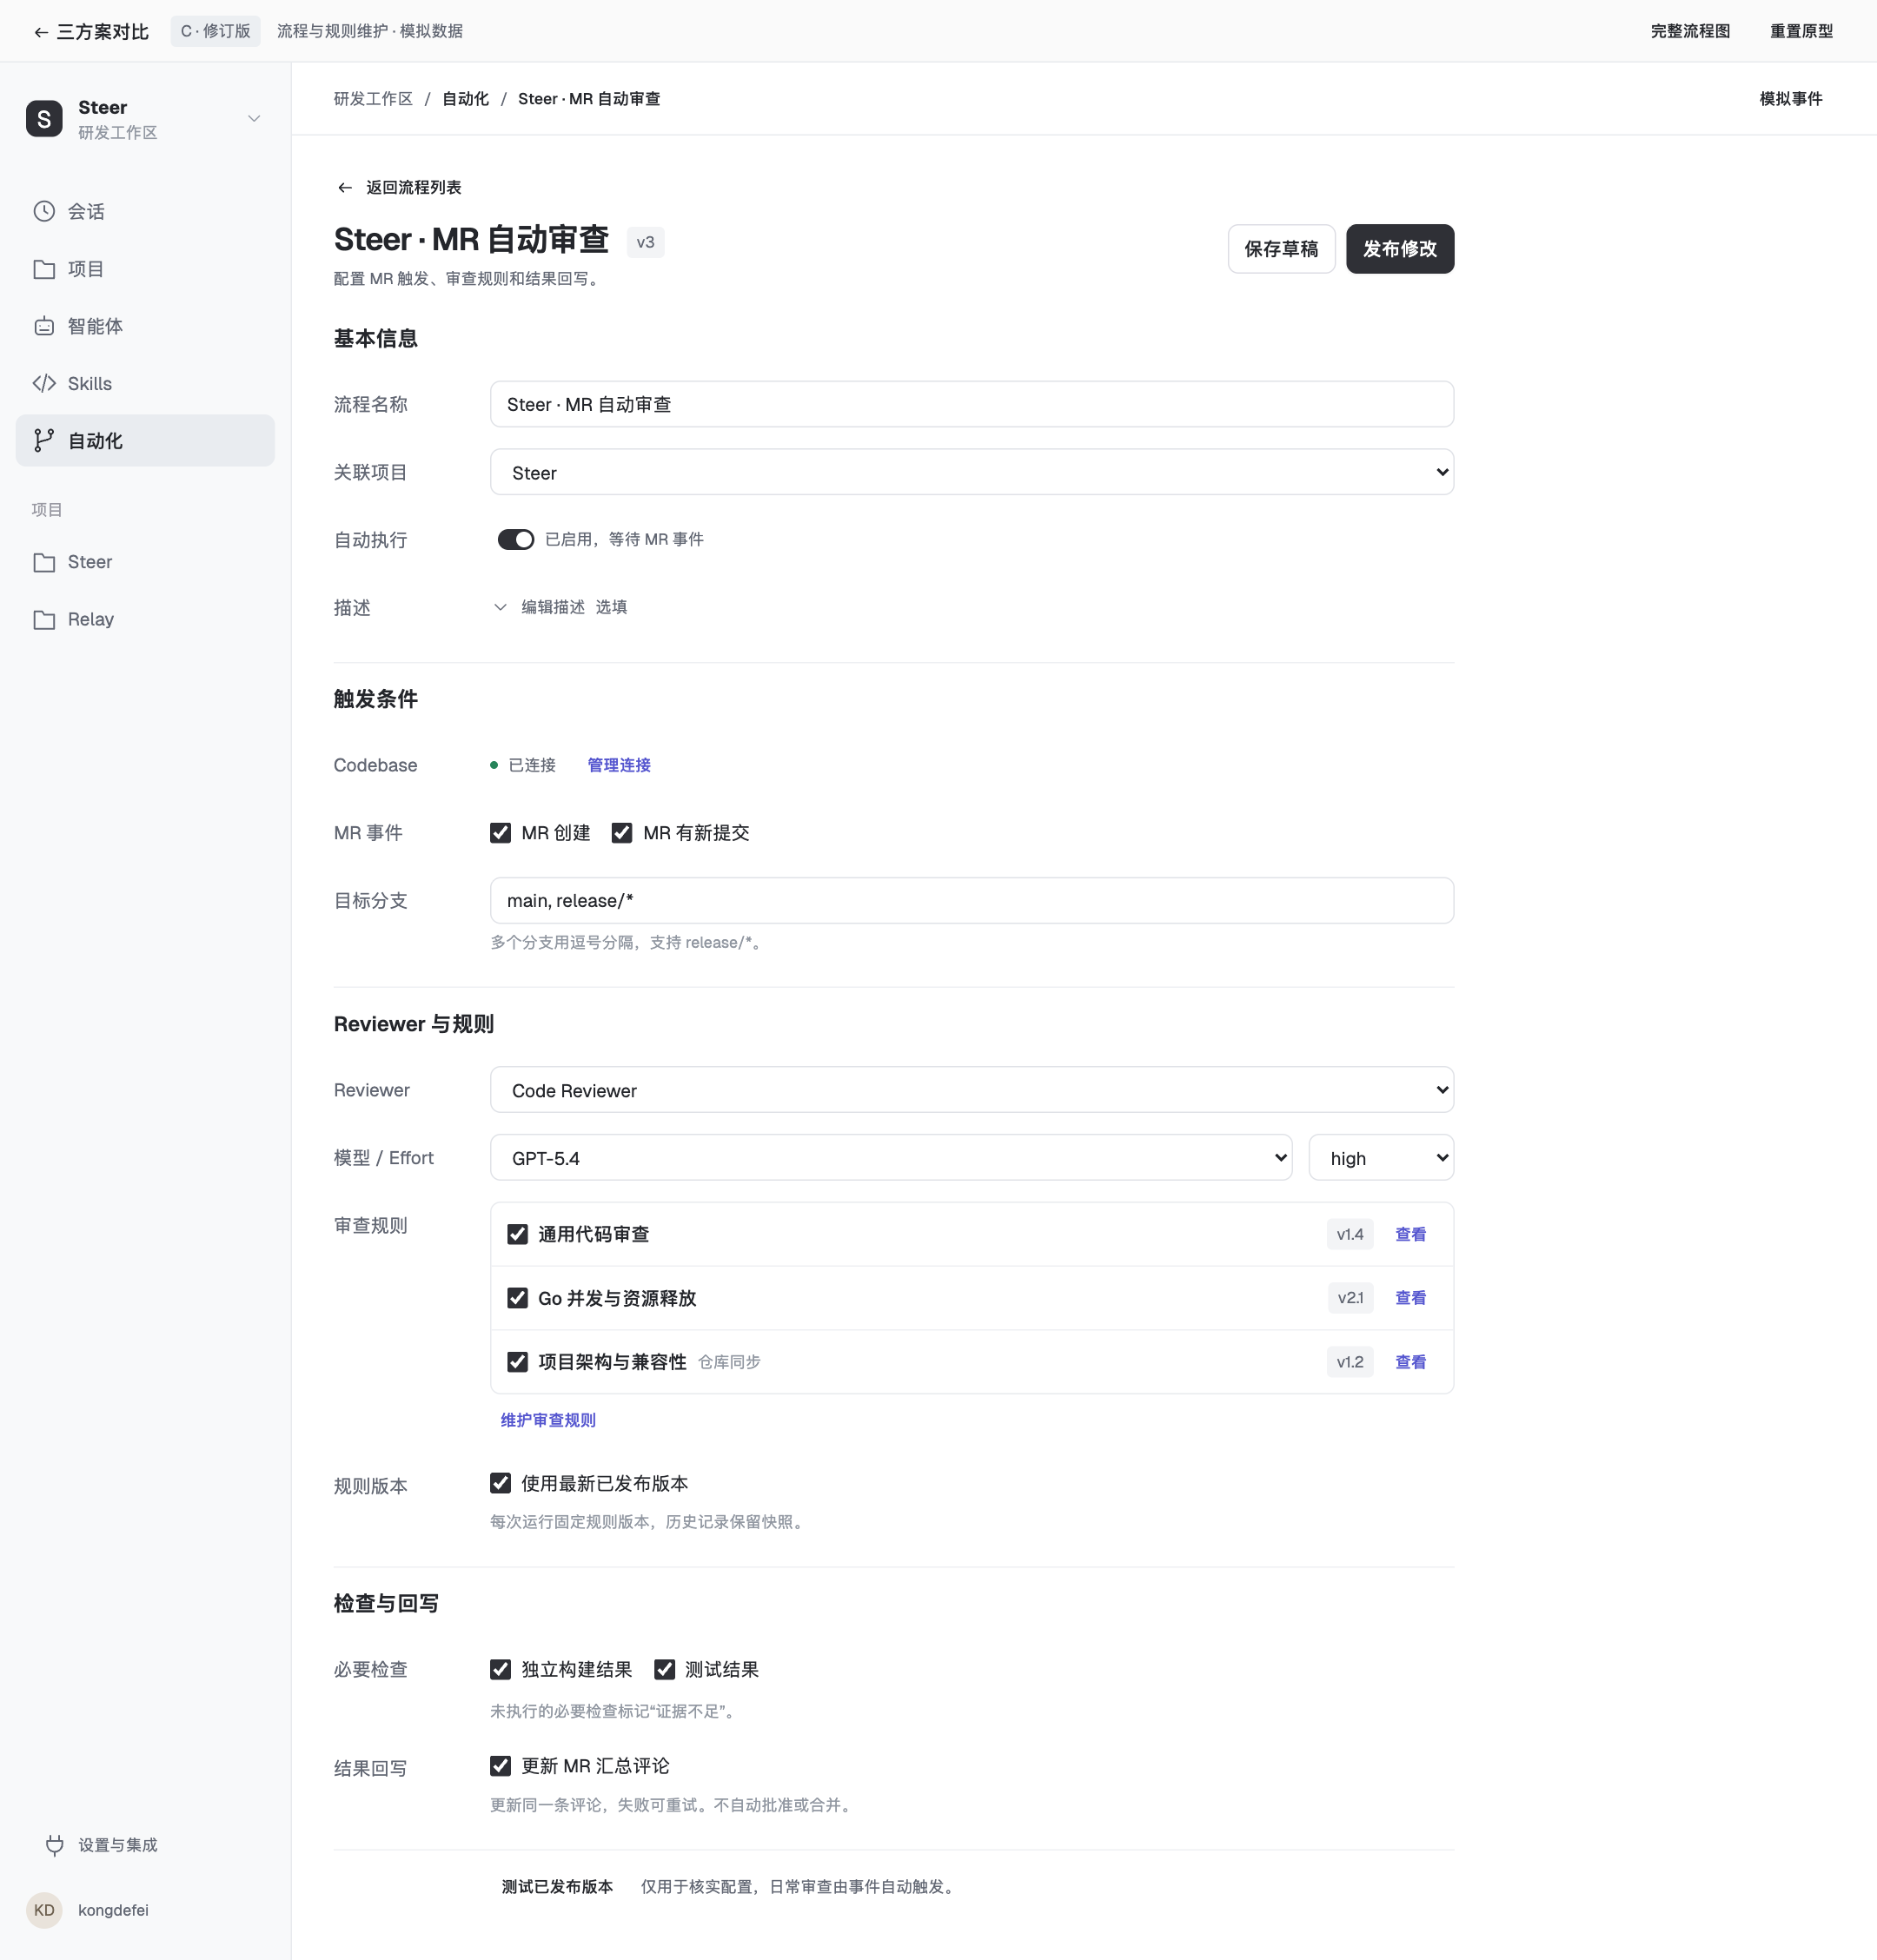 ← 三方案对比 C · 修订版 流程与规则维护 · 模拟数据 完整流程图 重置原型
S Steer
研发工作区
会话
项目
智能体
Skills
自动化
项目
Steer
Relay
设置与集成
KD kongdefei
研发工作区 / 自动化 / Steer · MR 自动审查 模拟事件
← 返回流程列表
Steer · MR 自动审查 v3
配置 MR 触发、审查规则和结果回写。
保存草稿 发布修改
基本信息
流程名称 Steer · MR 自动审查
关联项目 Steer
自动执行 已启用，等待 MR 事件
描述 编辑描述 选填
触发条件
Codebase 已连接 管理连接
MR 事件 MR 创建 MR 有新提交
目标分支 main, release/*
多个分支用逗号分隔，支持 release/*。
Reviewer 与规则
Reviewer Code Reviewer
模型 / Effort GPT-5.4 high
审查规则 通用代码审查 v1.4 查看
Go 并发与资源释放 v2.1 查看
项目架构与兼容性 仓库同步 v1.2 查看
维护审查规则
规则版本 使用最新已发布版本
每次运行固定规则版本，历史记录保留快照。
检查与回写
必要检查 独立构建结果 测试结果
未执行的必要检查标记“证据不足”。
结果回写 更新 MR 汇总评论
更新同一条评论，失败可重试。不自动批准或合并。
测试已发布版本 仅用于核实配置，日常审查由事件自动触发。